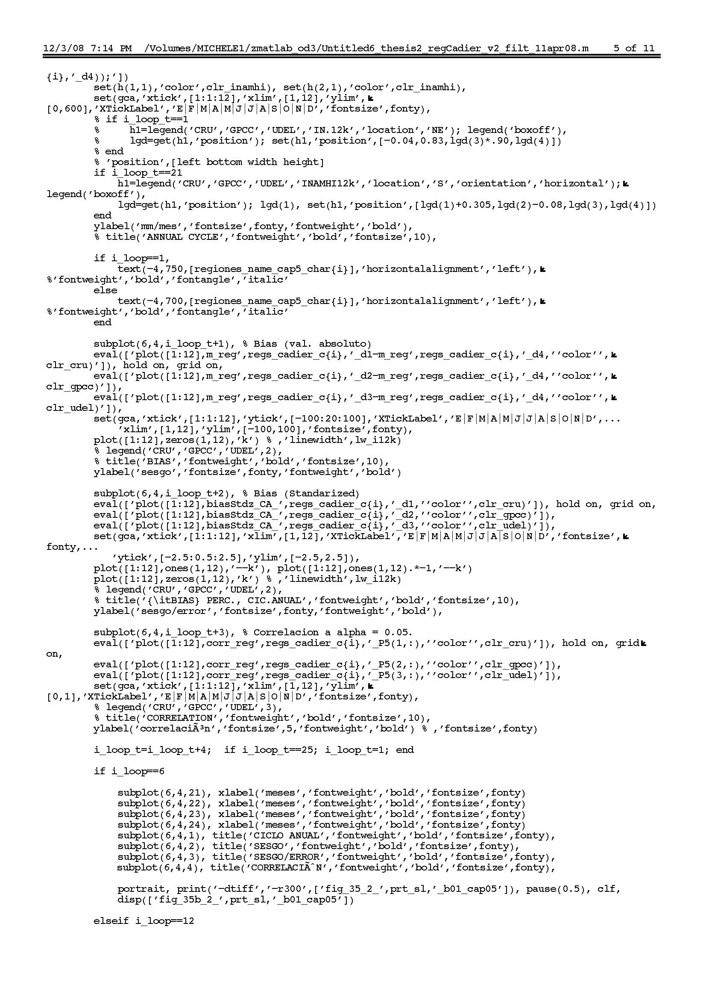 12/3/08 7:14 PM  /Volumes/MICHELE1/zmatlab_od3/Untitled6_thesis2_regCadier_v2_filt_11apr08.m    5 of 11
{i},'_d4));'])
        set(h(1,1),'color',clr_inamhi), set(h(2,1),'color',clr_inamhi),
        set(gca,'xtick',[1:1:12],'xlim',[1,12],'ylim',
[0,600],'XTickLabel','E|F|M|A|M|J|J|A|S|O|N|D','fontsize',fonty),
        % if i_loop_t==1
        %     h1=legend('CRU','GPCC','UDEL','IN.12k','location','NE'); legend('boxoff'),
        %     lgd=get(h1,'position'); set(h1,'position',[-0.04,0.83,lgd(3)*.90,lgd(4)])
        % end
        % 'position',[left bottom width height]
        if i_loop_t==21
            h1=legend('CRU','GPCC','UDEL','INAMHI12k','location','S','orientation','horizontal');
legend('boxoff'),
            lgd=get(h1,'position'); lgd(1), set(h1,'position',[lgd(1)+0.305,lgd(2)-0.08,lgd(3),lgd(4)])
        end
        ylabel('mm/mes','fontsize',fonty,'fontweight','bold'),
        % title('ANNUAL CYCLE','fontweight','bold','fontsize',10),
        if i_loop==1,
            text(-4,750,[regiones_name_cap5_char{i}],'horizontalalignment','left'),
%'fontweight','bold','fontangle','italic'
        else
            text(-4,700,[regiones_name_cap5_char{i}],'horizontalalignment','left'),
%'fontweight','bold','fontangle','italic'
        end
        subplot(6,4,i_loop_t+1), % Bias (val. absoluto)
        eval(['plot([1:12],m_reg',regs_cadier_c{i},'_d1-m_reg',regs_cadier_c{i},'_d4,''color'',
clr_cru)']), hold on, grid on,
        eval(['plot([1:12],m_reg',regs_cadier_c{i},'_d2-m_reg',regs_cadier_c{i},'_d4,''color'',
clr_gpcc)']),
        eval(['plot([1:12],m_reg',regs_cadier_c{i},'_d3-m_reg',regs_cadier_c{i},'_d4,''color'',
clr_udel)']),
        set(gca,'xtick',[1:1:12],'ytick',[-100:20:100],'XTickLabel','E|F|M|A|M|J|J|A|S|O|N|D',...
            'xlim',[1,12],'ylim',[-100,100],'fontsize',fonty),
        plot([1:12],zeros(1,12),'k') % ,'linewidth',lw_i12k)
        % legend('CRU','GPCC','UDEL',2),
        % title('BIAS','fontweight','bold','fontsize',10),
        ylabel('sesgo','fontsize',fonty,'fontweight','bold')
        subplot(6,4,i_loop_t+2), % Bias (Standarized)
        eval(['plot([1:12],biasStdz_CA_',regs_cadier_c{i},'_d1,''color'',clr_cru)']), hold on, grid on,
        eval(['plot([1:12],biasStdz_CA_',regs_cadier_c{i},'_d2,''color'',clr_gpcc)']),
        eval(['plot([1:12],biasStdz_CA_',regs_cadier_c{i},'_d3,''color'',clr_udel)']),
        set(gca,'xtick',[1:1:12],'xlim',[1,12],'XTickLabel','E|F|M|A|M|J|J|A|S|O|N|D','fontsize',
fonty,...
           'ytick',[-2.5:0.5:2.5],'ylim',[-2.5,2.5]),
        plot([1:12],ones(1,12),'--k'), plot([1:12],ones(1,12).*-1,'--k')
        plot([1:12],zeros(1,12),'k') % ,'linewidth',lw_i12k)
        % legend('CRU','GPCC','UDEL',2),
        % title('{\itBIAS} PERC., CIC.ANUAL','fontweight','bold','fontsize',10),
        ylabel('sesgo/error','fontsize',fonty,'fontweight','bold'),
        subplot(6,4,i_loop_t+3), % Correlacion a alpha = 0.05.
        eval(['plot([1:12],corr_reg',regs_cadier_c{i},'_P5(1,:),''color'',clr_cru)']), hold on, grid
on,
        eval(['plot([1:12],corr_reg',regs_cadier_c{i},'_P5(2,:),''color'',clr_gpcc)']),
        eval(['plot([1:12],corr_reg',regs_cadier_c{i},'_P5(3,:),''color'',clr_udel)']),
        set(gca,'xtick',[1:1:12],'xlim',[1,12],'ylim',
[0,1],'XTickLabel','E|F|M|A|M|J|J|A|S|O|N|D','fontsize',fonty),
        % legend('CRU','GPCC','UDEL',3),
        % title('CORRELATION','fontweight','bold','fontsize',10),
        ylabel('correlaciÃ³n','fontsize',5,'fontweight','bold') % ,'fontsize',fonty)
        i_loop_t=i_loop_t+4;  if i_loop_t==25; i_loop_t=1; end
        if i_loop==6
            subplot(6,4,21), xlabel('meses','fontweight','bold','fontsize',fonty)
            subplot(6,4,22), xlabel('meses','fontweight','bold','fontsize',fonty)
            subplot(6,4,23), xlabel('meses','fontweight','bold','fontsize',fonty)
            subplot(6,4,24), xlabel('meses','fontweight','bold','fontsize',fonty)
            subplot(6,4,1), title('CICLO ANUAL','fontweight','bold','fontsize',fonty),
            subplot(6,4,2), title('SESGO','fontweight','bold','fontsize',fonty),
            subplot(6,4,3), title('SESGO/ERROR','fontweight','bold','fontsize',fonty),
            subplot(6,4,4), title('CORRELACIÃˆN','fontweight','bold','fontsize',fonty),
            portrait, print('-dtiff','-r300',['fig_35_2_',prt_sl,'_b01_cap05']), pause(0.5), clf,
            disp(['fig_35b_2_',prt_sl,'_b01_cap05'])
        elseif i_loop==12